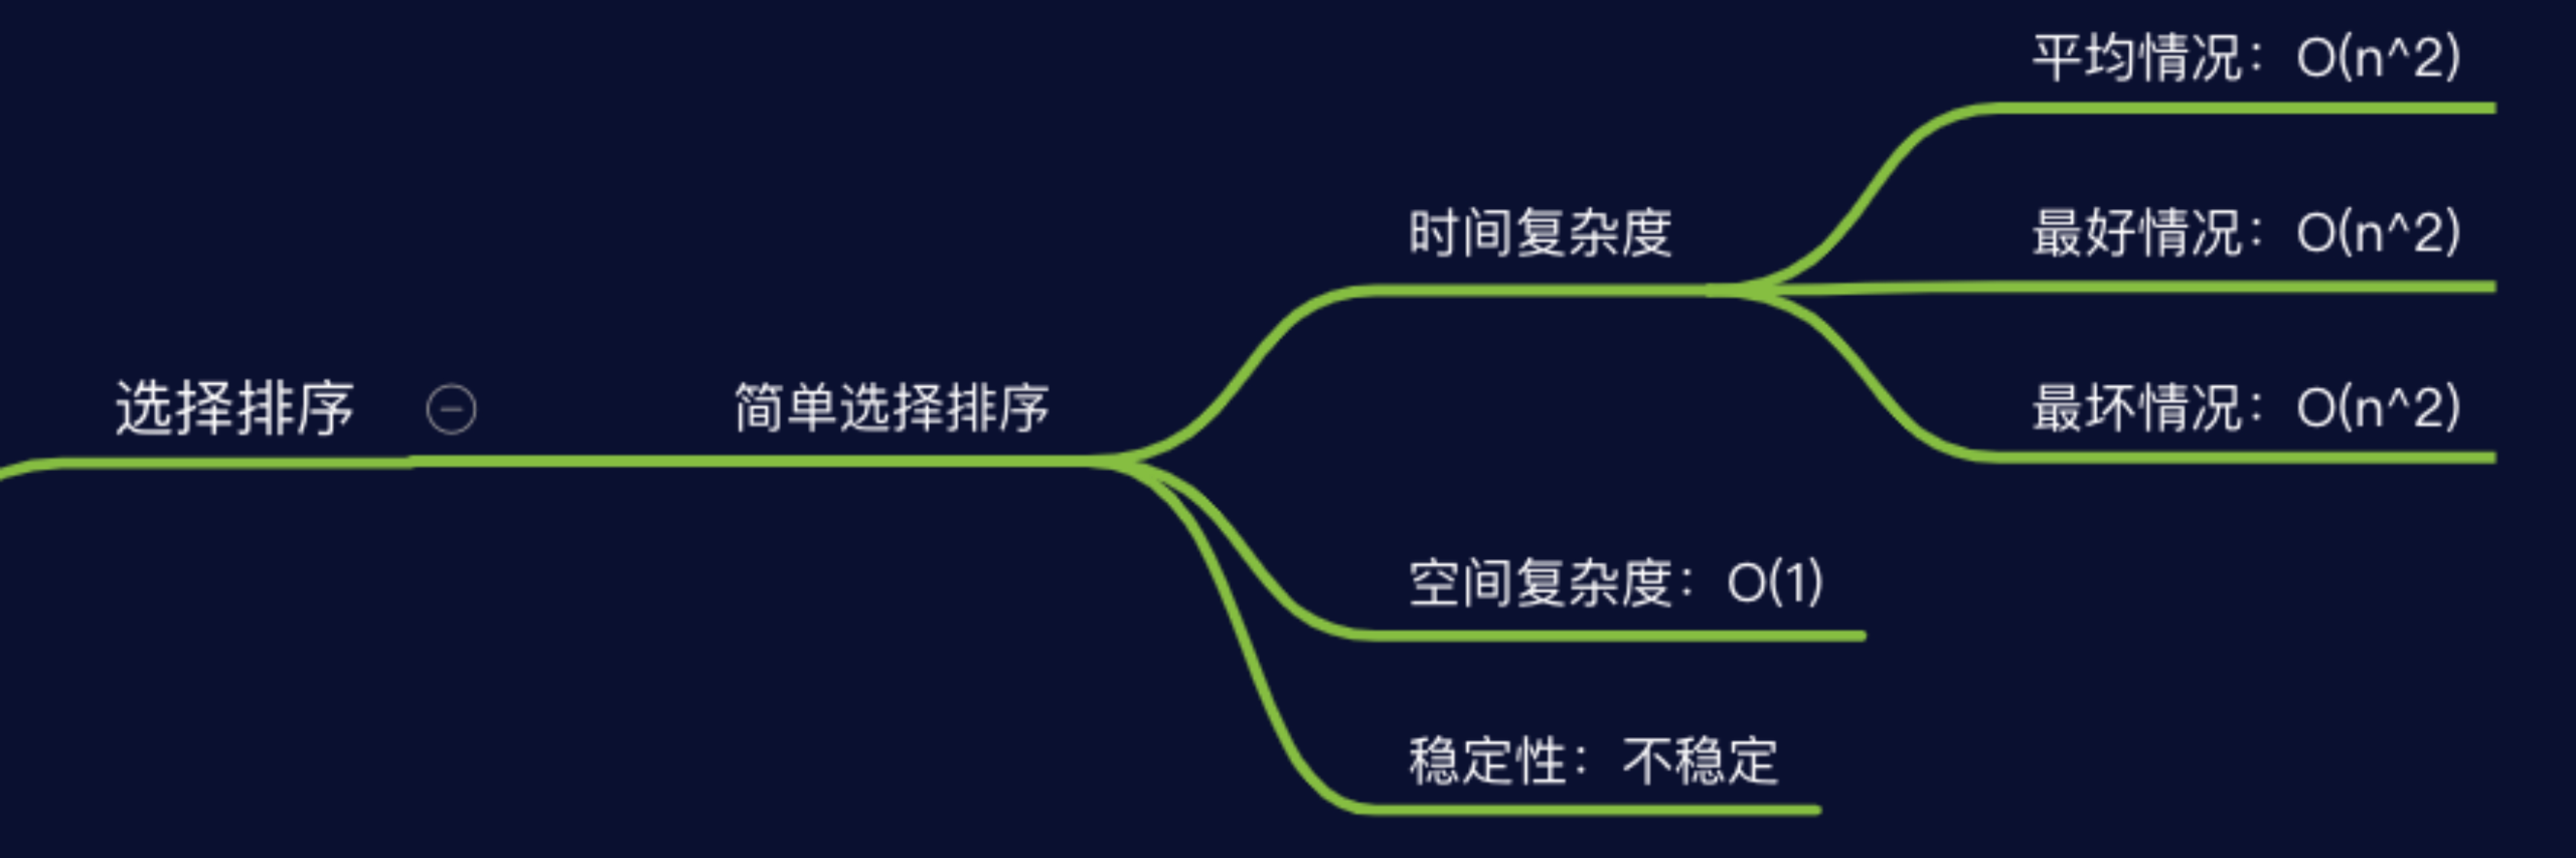 选择排序
简单选择排序
时间复杂度
平均情况：O(n^2)
最好情况：O(n^2)
最坏情况：O(n^2)
空间复杂度：O(1)
稳定性：不稳定